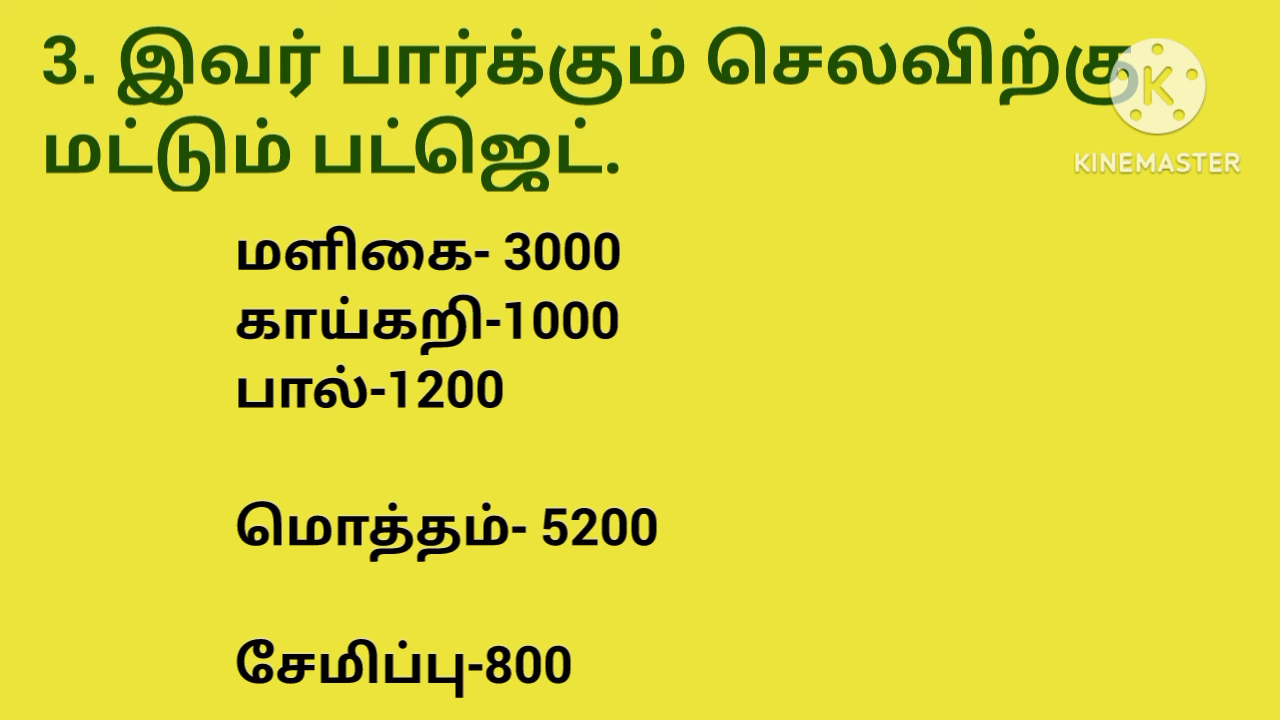 3. இவர் பார்க்கும் செலவிற்கு
மட்டும் பட்ஜெட்.
K
KINEMASTER
மளிகை- 3000
காய்கறி-1000
பால்-1200
மொத்தம்- 5200
சேமிப்பு-800